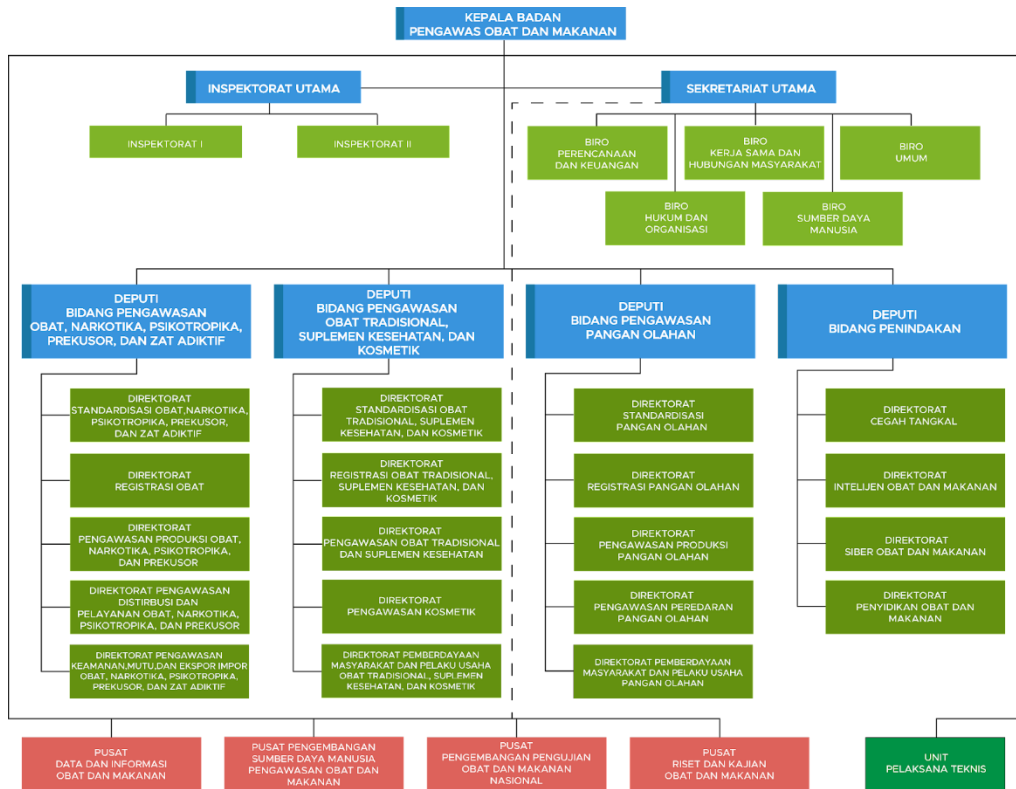 KEPALA BADAN
PENGAWAS OBAT DAN MAKANAN
INSPEKTORAT UTAMA
SEKRETARIAT UTAMA
INSPEKTORAT I
INSPEKTORAT II
BIRO
PERENCANAAN
DAN KEUANGAN
BIRO
KERJA SAMA DAN
HUBUNGAN MASYARAKAT
BIRO
UMUM
BIRO
HUKUM DAN
ORGANISASI
BIRO
SUMBER DAYA
MANUSIA
DEPUTI
BIDANG PENGAWASAN
OBAT, NARKOTIKA, PSIKOTROPIKA,
PREKUSOR, DAN ZAT ADIKTIF
DEPUTI
BIDANG PENGAWASAN
OBAT TRADISIONAL,
SUPLEMEN KESEHATAN, DAN
KOSMETIK
DEPUTI
BIDANG PENGAWASAN
PANGAN OLAHAN
DEPUTI
BIDANG PENINDAKAN
DIREKTORAT
STANDARDISASI OBAT,NARKOTIKA,
PSIKOTROPIKA, PREKUSOR,
DAN ZAT ADIKTIF
DIREKTORAT
REGISTRASI OBAT
DIREKTORAT
PENGAWASAN PRODUKSI OBAT,
NARKOTIKA, PSIKOTROPIKA,
DAN PREKUSOR
DIREKTORAT PENGAWASAN
DISTIRBUSI DAN
PELAYANAN OBAT, NARKOTIKA,
PSIKOTROPIKA, DAN PREKUSOR
DIREKTORAT PENGAWASAN
KEAMANAN,MUTU,DAN EKSPOR IMPOR
OBAT, NARKOTIKA, PSIKOTROPIKA,
PREKUSOR, DAN ZAT ADIKTIF
DIREKTORAT
STANDARDISASI OBAT
TRADISIONAL, SUPLEMEN
KESEHATAN, DAN KOSMETIK
DIREKTORAT
REGISTRASI OBAT TRADISIONAL,
SUPLEMEN KESEHATAN, DAN
KOSMETIK
DIREKTORAT
PENGAWASAN OBAT TRADISIONAL
DAN SUPLEMEN KESEHATAN
DIREKTORAT
PENGAWASAN KOSMETIK
DIREKTORAT PEMBERDAYAAN
MASYARAKAT DAN PELAKU USAHA
OBAT TRADISIONAL, SUPLEMEN
KESEHATAN, DAN KOSMETIK
DIREKTORAT
STANDARDISASI
PANGAN OLAHAN
DIREKTORAT
REGISTRASI PANGAN OLAHAN
DIREKTORAT
PENGAWASAN PRODUKSI
PANGAN OLAHAN
DIREKTORAT
PENGAWASAN PEREDARAN
PANGAN OLAHAN
DIREKTORAT PEMBERDAYAAN
MASYARAKAT DAN PELAKU USAHA
PANGAN OLAHAN
DIREKTORAT
CEGAH TANGKAL
DIREKTORAT
INTELIJEN OBAT DAN MAKANAN
DIREKTORAT
SIBER OBAT DAN MAKANAN
DIREKTORAT
PENYIDIKAN OBAT DAN
MAKANAN
PUSAT
DATA DAN INFORMASI
OBAT DAN MAKANAN
PUSAT PENGEMBANGAN
SUMBER DAYA MANUSIA
PENGAWASAN OBAT DAN
MAKANAN
PUSAT
PENGEMBANGAN PENGUJIAN
OBAT DAN MAKANAN
NASIONAL
PUSAT
RISET DAN KAJIAN
OBAT DAN MAKANAN
UNIT
PELAKSANA TEKNIS